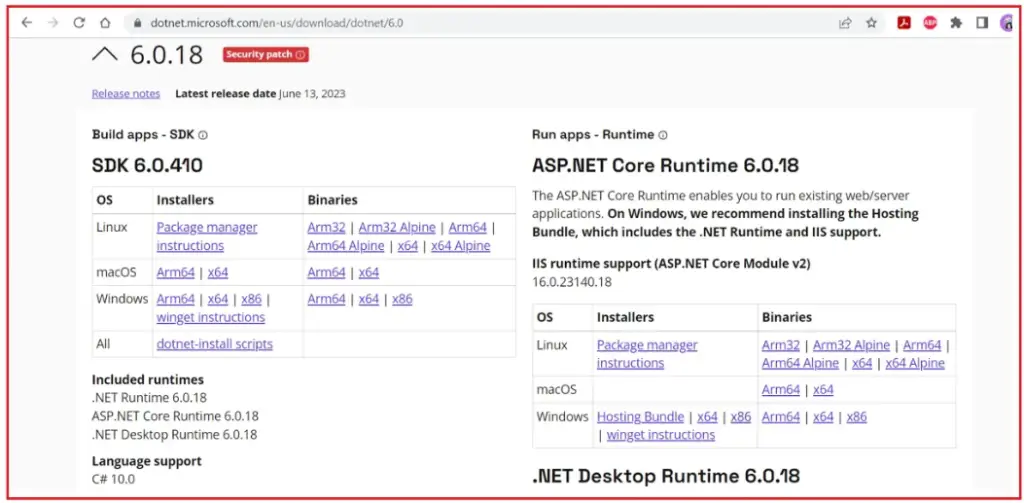 dotnet.microsoft.com/en-us/download/dotnet/6.0
ABP
6.0.18 Security patch
Release notes Latest release date June 13, 2023
Build apps - SDK
SDK 6.0.410
OS Installers Binaries
Linux Package manager instructions Arm32 | Arm32 Alpine | Arm64 |
Arm64 Alpine | x64 | x64 Alpine
macOS Arm64 | x64 Arm64 | x64
Windows Arm64 | x64 | x86 | Arm64 | x64 | x86
winget instructions
All dotnet-install scripts
Included runtimes
.NET Runtime 6.0.18
ASP.NET Core Runtime 6.0.18
.NET Desktop Runtime 6.0.18
Language support
C# 10.0
Run apps - Runtime
ASP.NET Core Runtime 6.0.18
The ASP.NET Core Runtime enables you to run existing web/server
applications. On Windows, we recommend installing the Hosting
Bundle, which includes the .NET Runtime and IIS support.
IIS runtime support (ASP.NET Core Module v2)
16.0.23140.18
OS Installers Binaries
Linux Package manager instructions Arm32 | Arm32 Alpine | Arm64 |
Arm64 Alpine | x64 | x64 Alpine
macOS Arm64 | x64
Windows Hosting Bundle | x64 | x86 Arm64 | x64 | x86
| winget instructions
.NET Desktop Runtime 6.0.18